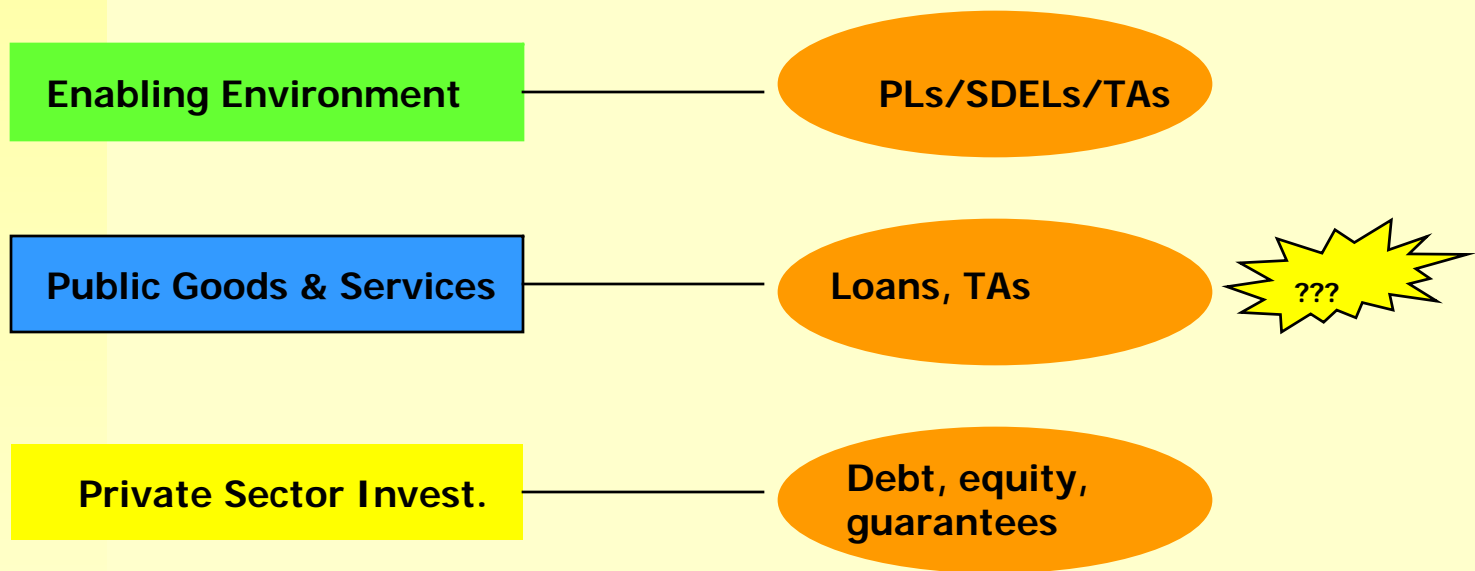 Enabling Environment
PLs/SDELs/TAs
Public Goods & Services
Loans, TAs
???
Private Sector Invest.
Debt, equity,
guarantees